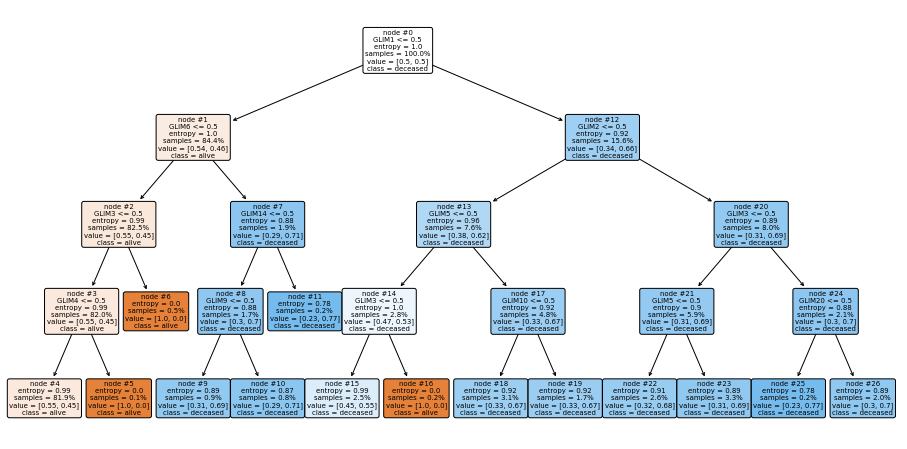 node #0
GLIM1 <= 0.5
entropy = 1.0
samples = 100.0%
value = [0.5, 0.5]
class = deceased
node #1
GLIM6 <= 0.5
entropy = 1.0
samples = 84.4%
value = [0.54, 0.46]
class = alive
node #12
GLIM2 <= 0.5
entropy = 0.92
samples = 15.6%
value = [0.34, 0.66]
class = deceased
node #2
GLIM3 <= 0.5
entropy = 0.99
samples = 82.5%
value = [0.55, 0.45]
class = alive
node #7
GLIM14 <= 0.5
entropy = 0.88
samples = 1.9%
value = [0.29, 0.71]
class = deceased
node #13
GLIM5 <= 0.5
entropy = 0.96
samples = 7.6%
value = [0.38, 0.62]
class = deceased
node #20
GLIM3 <= 0.5
entropy = 0.89
samples = 8.0%
value = [0.31, 0.69]
class = deceased
node #3
GLIM4 <= 0.5
entropy = 0.99
samples = 82.0%
value = [0.55, 0.45]
class = alive
node #6
entropy = 0.0
samples = 0.5%
value = [1.0, 0.0]
class = alive
node #8
GLIM9 <= 0.5
entropy = 0.88
samples = 1.7%
value = [0.3, 0.7]
class = deceased
node #11
entropy = 0.78
samples = 0.2%
value = [0.23, 0.77]
class = deceased
node #14
GLIM3 <= 0.5
entropy = 1.0
samples = 2.8%
value = [0.47, 0.53]
class = deceased
node #17
GLIM10 <= 0.5
entropy = 0.92
samples = 4.8%
value = [0.33, 0.67]
class = deceased
node #21
GLIM5 <= 0.5
entropy = 0.9
samples = 5.9%
value = [0.31, 0.69]
class = deceased
node #24
GLIM20 <= 0.5
entropy = 0.88
samples = 2.1%
value = [0.3, 0.7]
class = deceased
node #4
entropy = 0.99
samples = 81.9%
value = [0.55, 0.45]
class = alive
node #5
entropy = 0.0
samples = 0.1%
value = [1.0, 0.0]
class = alive
node #9
entropy = 0.89
samples = 0.9%
value = [0.31, 0.69]
class = deceased
node #10
entropy = 0.87
samples = 0.8%
value = [0.29, 0.71]
class = deceased
node #15
entropy = 0.99
samples = 2.5%
value = [0.45, 0.55]
class = deceased
node #16
entropy = 0.0
samples = 0.2%
value = [1.0, 0.0]
class = alive
node #18
entropy = 0.92
samples = 3.1%
value = [0.33, 0.67]
class = deceased
node #19
entropy = 0.92
samples = 1.7%
value = [0.33, 0.67]
class = deceased
node #22
entropy = 0.91
samples = 2.6%
value = [0.32, 0.68]
class = deceased
node #23
entropy = 0.89
samples = 3.3%
value = [0.31, 0.69]
class = deceased
node #25
entropy = 0.78
samples = 0.2%
value = [0.23, 0.77]
class = deceased
node #26
entropy = 0.89
samples = 2.0%
value = [0.3, 0.7]
class = deceased